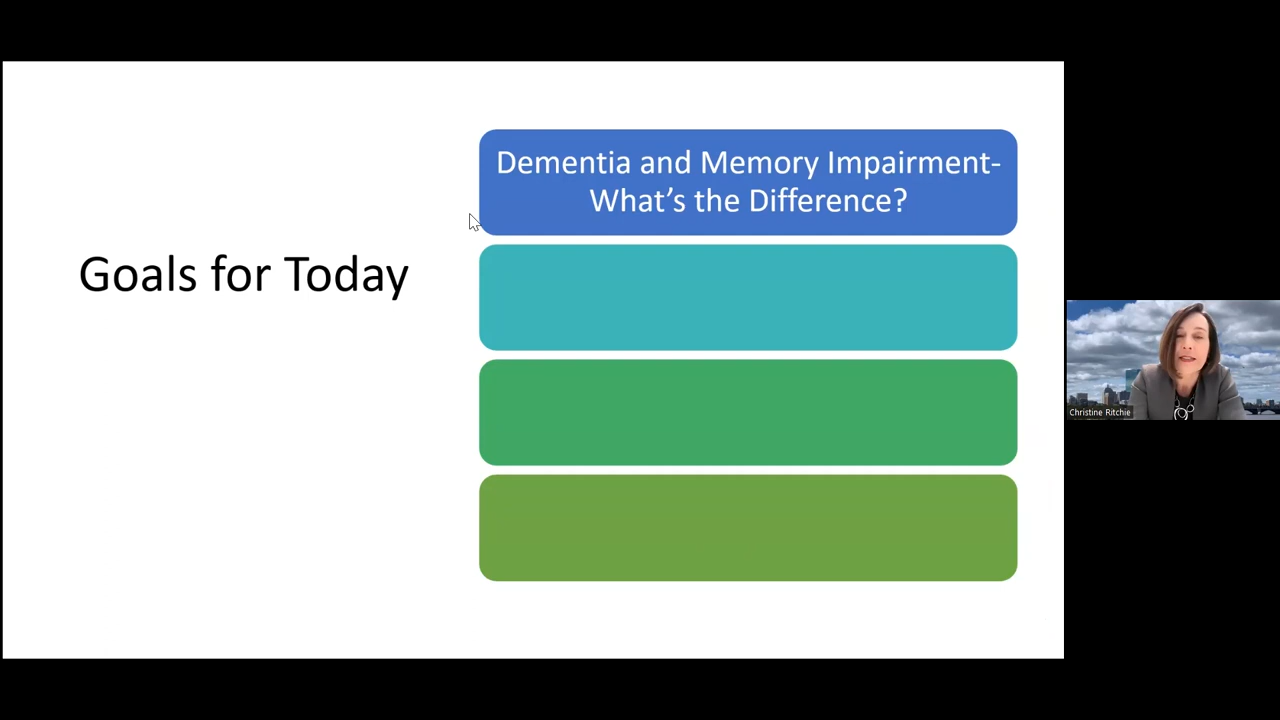 Goals for Today
Dementia and Memory Impairment-
What's the Difference?
Christine Ritchie